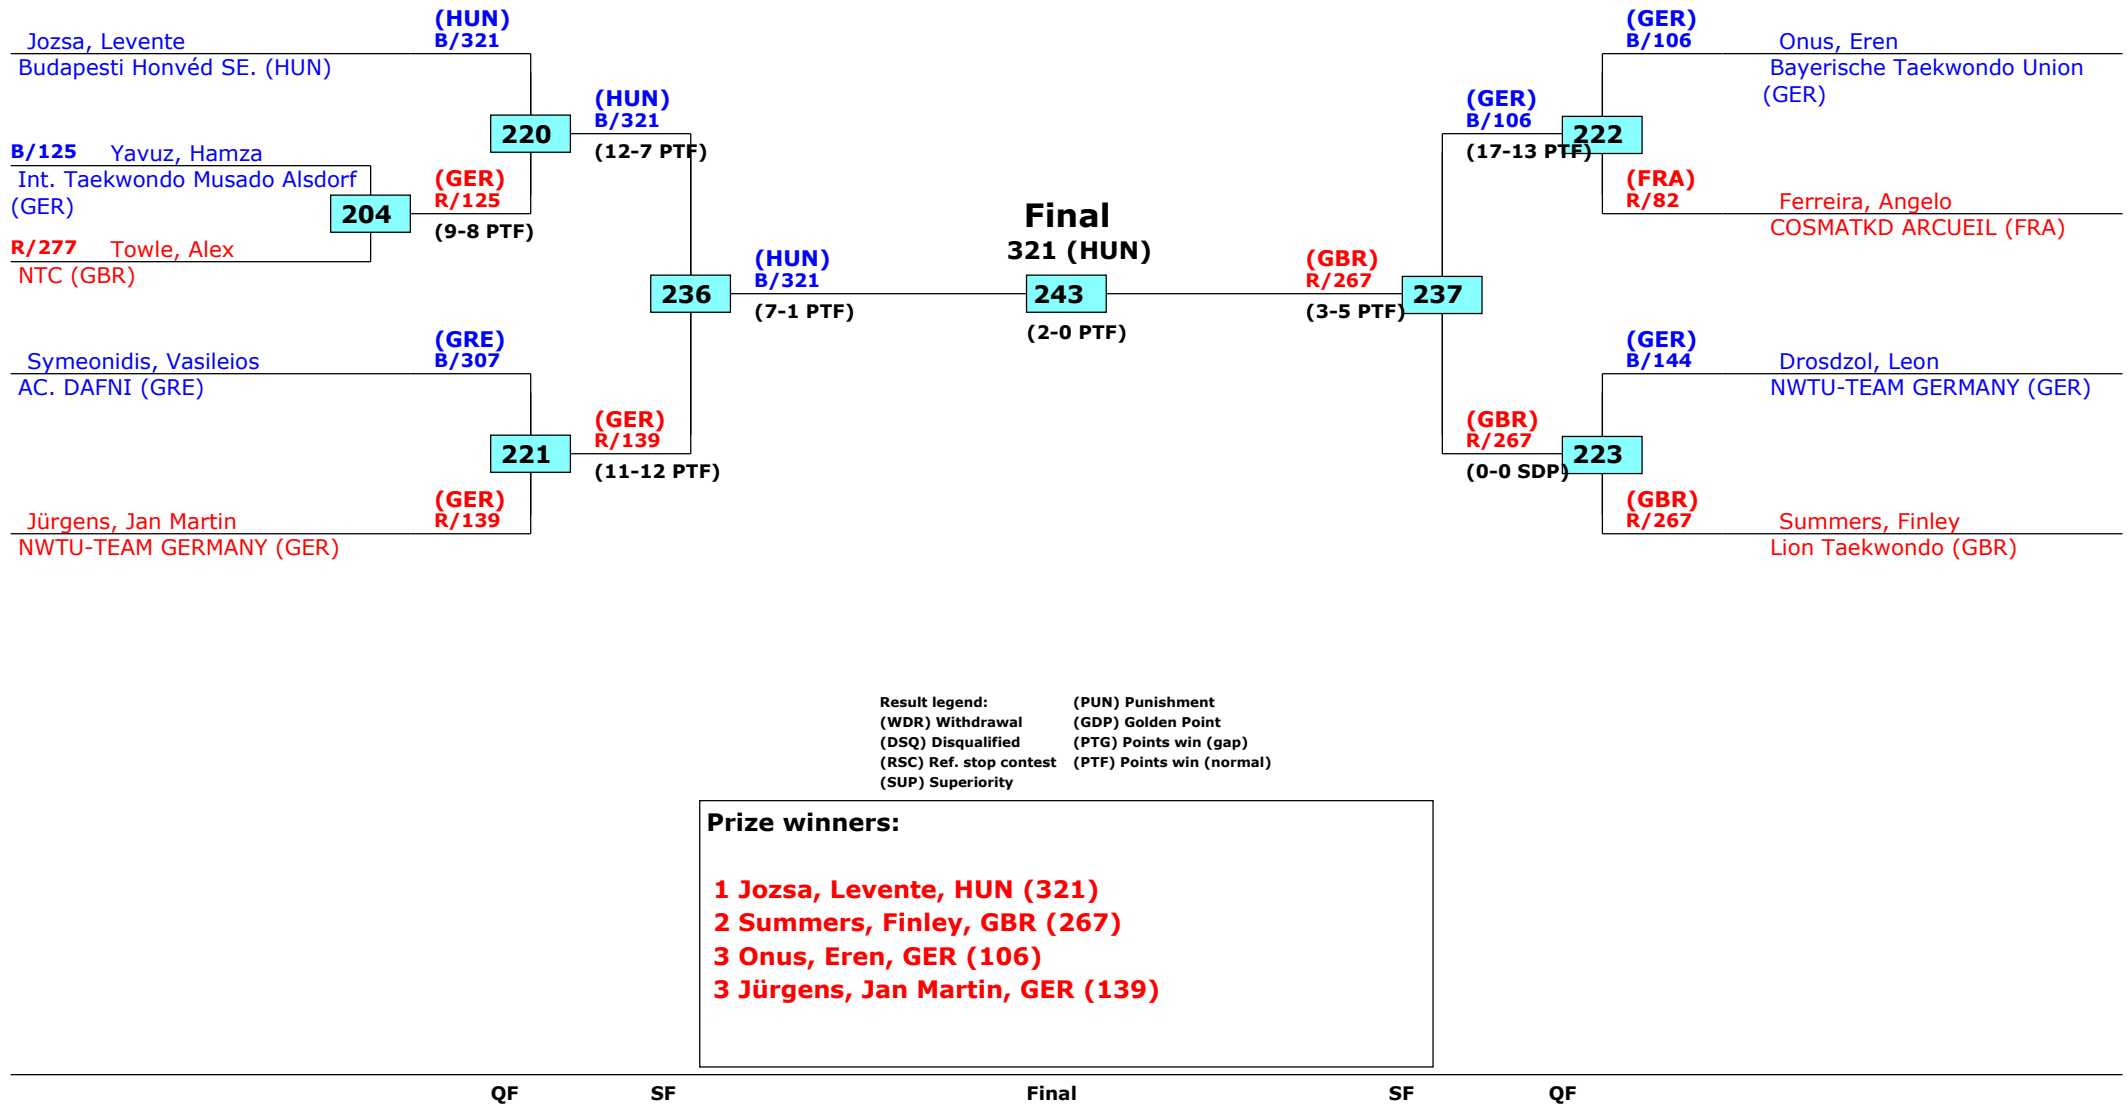 (HUN)
B/321
Jozsa, Levente
Budapesti Honvéd SE. (HUN)
220
(HUN)
B/321
(12-7 PTF)
B/125 Yavuz, Hamza
Int. Taekwondo Musado Alsdorf
(GER)
204
(GER)
R/125
(9-8 PTF)
R/277 Towle, Alex
NTC (GBR)
236
(HUN)
B/321
(7-1 PTF)
(GRE)
B/307
Symeonidis, Vasileios
AC. DAFNI (GRE)
221
(GER)
R/139
(11-12 PTF)
(GER)
R/139
Jürgens, Jan Martin
NWTU-TEAM GERMANY (GER)
Final
321 (HUN)
243
(2-0 PTF)
(GBR)
R/267
(3-5 PTF)
237
(GER)
B/106
(17-13 PTF)
222
(GER)
B/106
Onus, Eren
Bayerische Taekwondo Union
(GER)
(FRA)
R/82
Ferreira, Angelo
COSMATKD ARCUEIL (FRA)
(GBR)
R/267
(0-0 SDP)
223
(GER)
B/144
Drosdzol, Leon
NWTU-TEAM GERMANY (GER)
(GBR)
R/267
Summers, Finley
Lion Taekwondo (GBR)
Result legend: (PUN) Punishment
(WDR) Withdrawal (GDP) Golden Point
(DSQ) Disqualified (PTG) Points win (gap)
(RSC) Ref. stop contest (PTF) Points win (normal)
(SUP) Superiority
Prize winners:
1 Jozsa, Levente, HUN (321)
2 Summers, Finley, GBR (267)
3 Onus, Eren, GER (106)
3 Jürgens, Jan Martin, GER (139)
QF SF Final SF QF